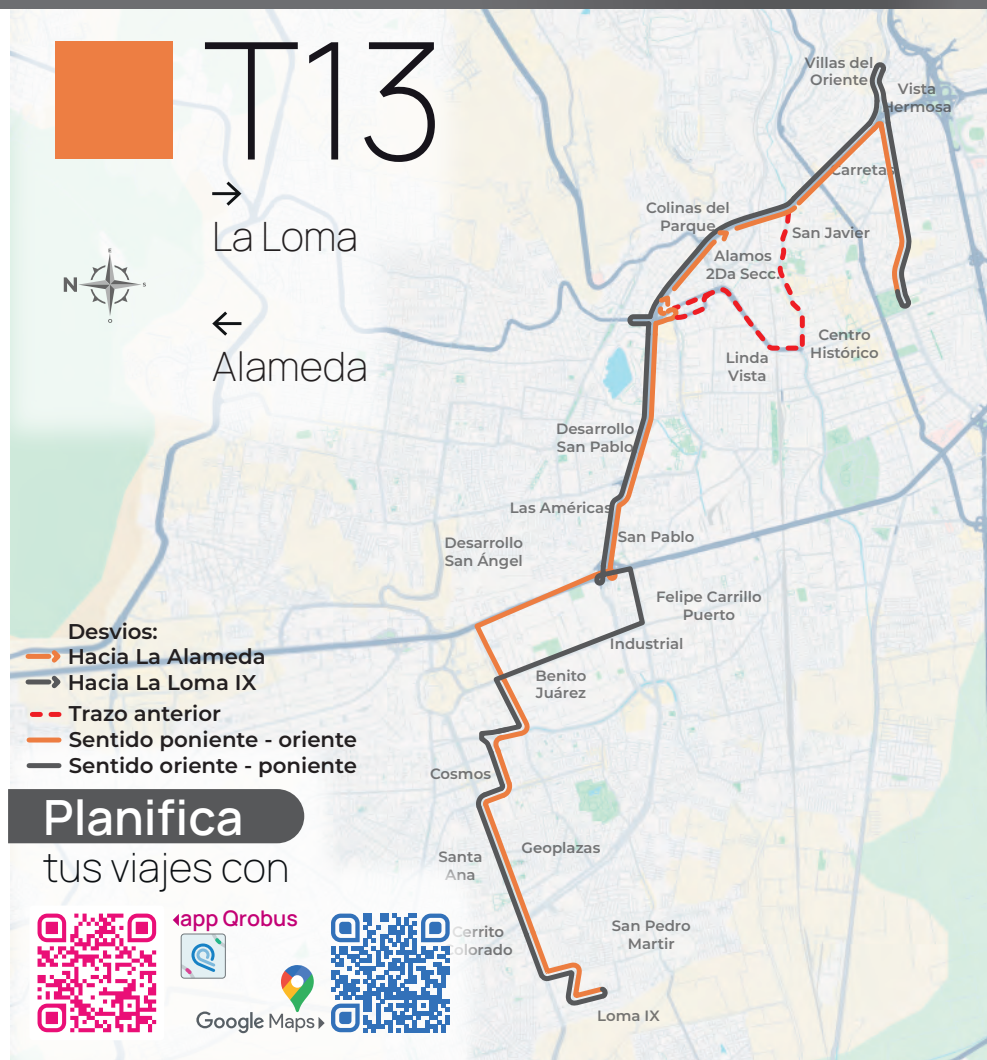 T13
→
La Loma
←
Alameda
N
E
S
O
Villas del
Oriente
Vista
Hermosa
Carretas
Colinas del
Parque
San Javier
Alamos
2Da Secc.
Centro
Histórico
Linda
Vista
Desarrollo
San Pablo
Las Américas
San Pablo
Desarrollo
San Ángel
Felipe Carrillo
Puerto
Industrial
Benito
Juárez
Cosmos
Geoplazas
Santa
Ana
Cerrito
Colorado
San Pedro
Martir
Loma IX
Desvios:
Hacia La Alameda
Hacia La Loma IX
Trazo anterior
Sentido poniente - oriente
Sentido oriente - poniente
Planifica
tus viajes con
app Qrobus
Google Maps